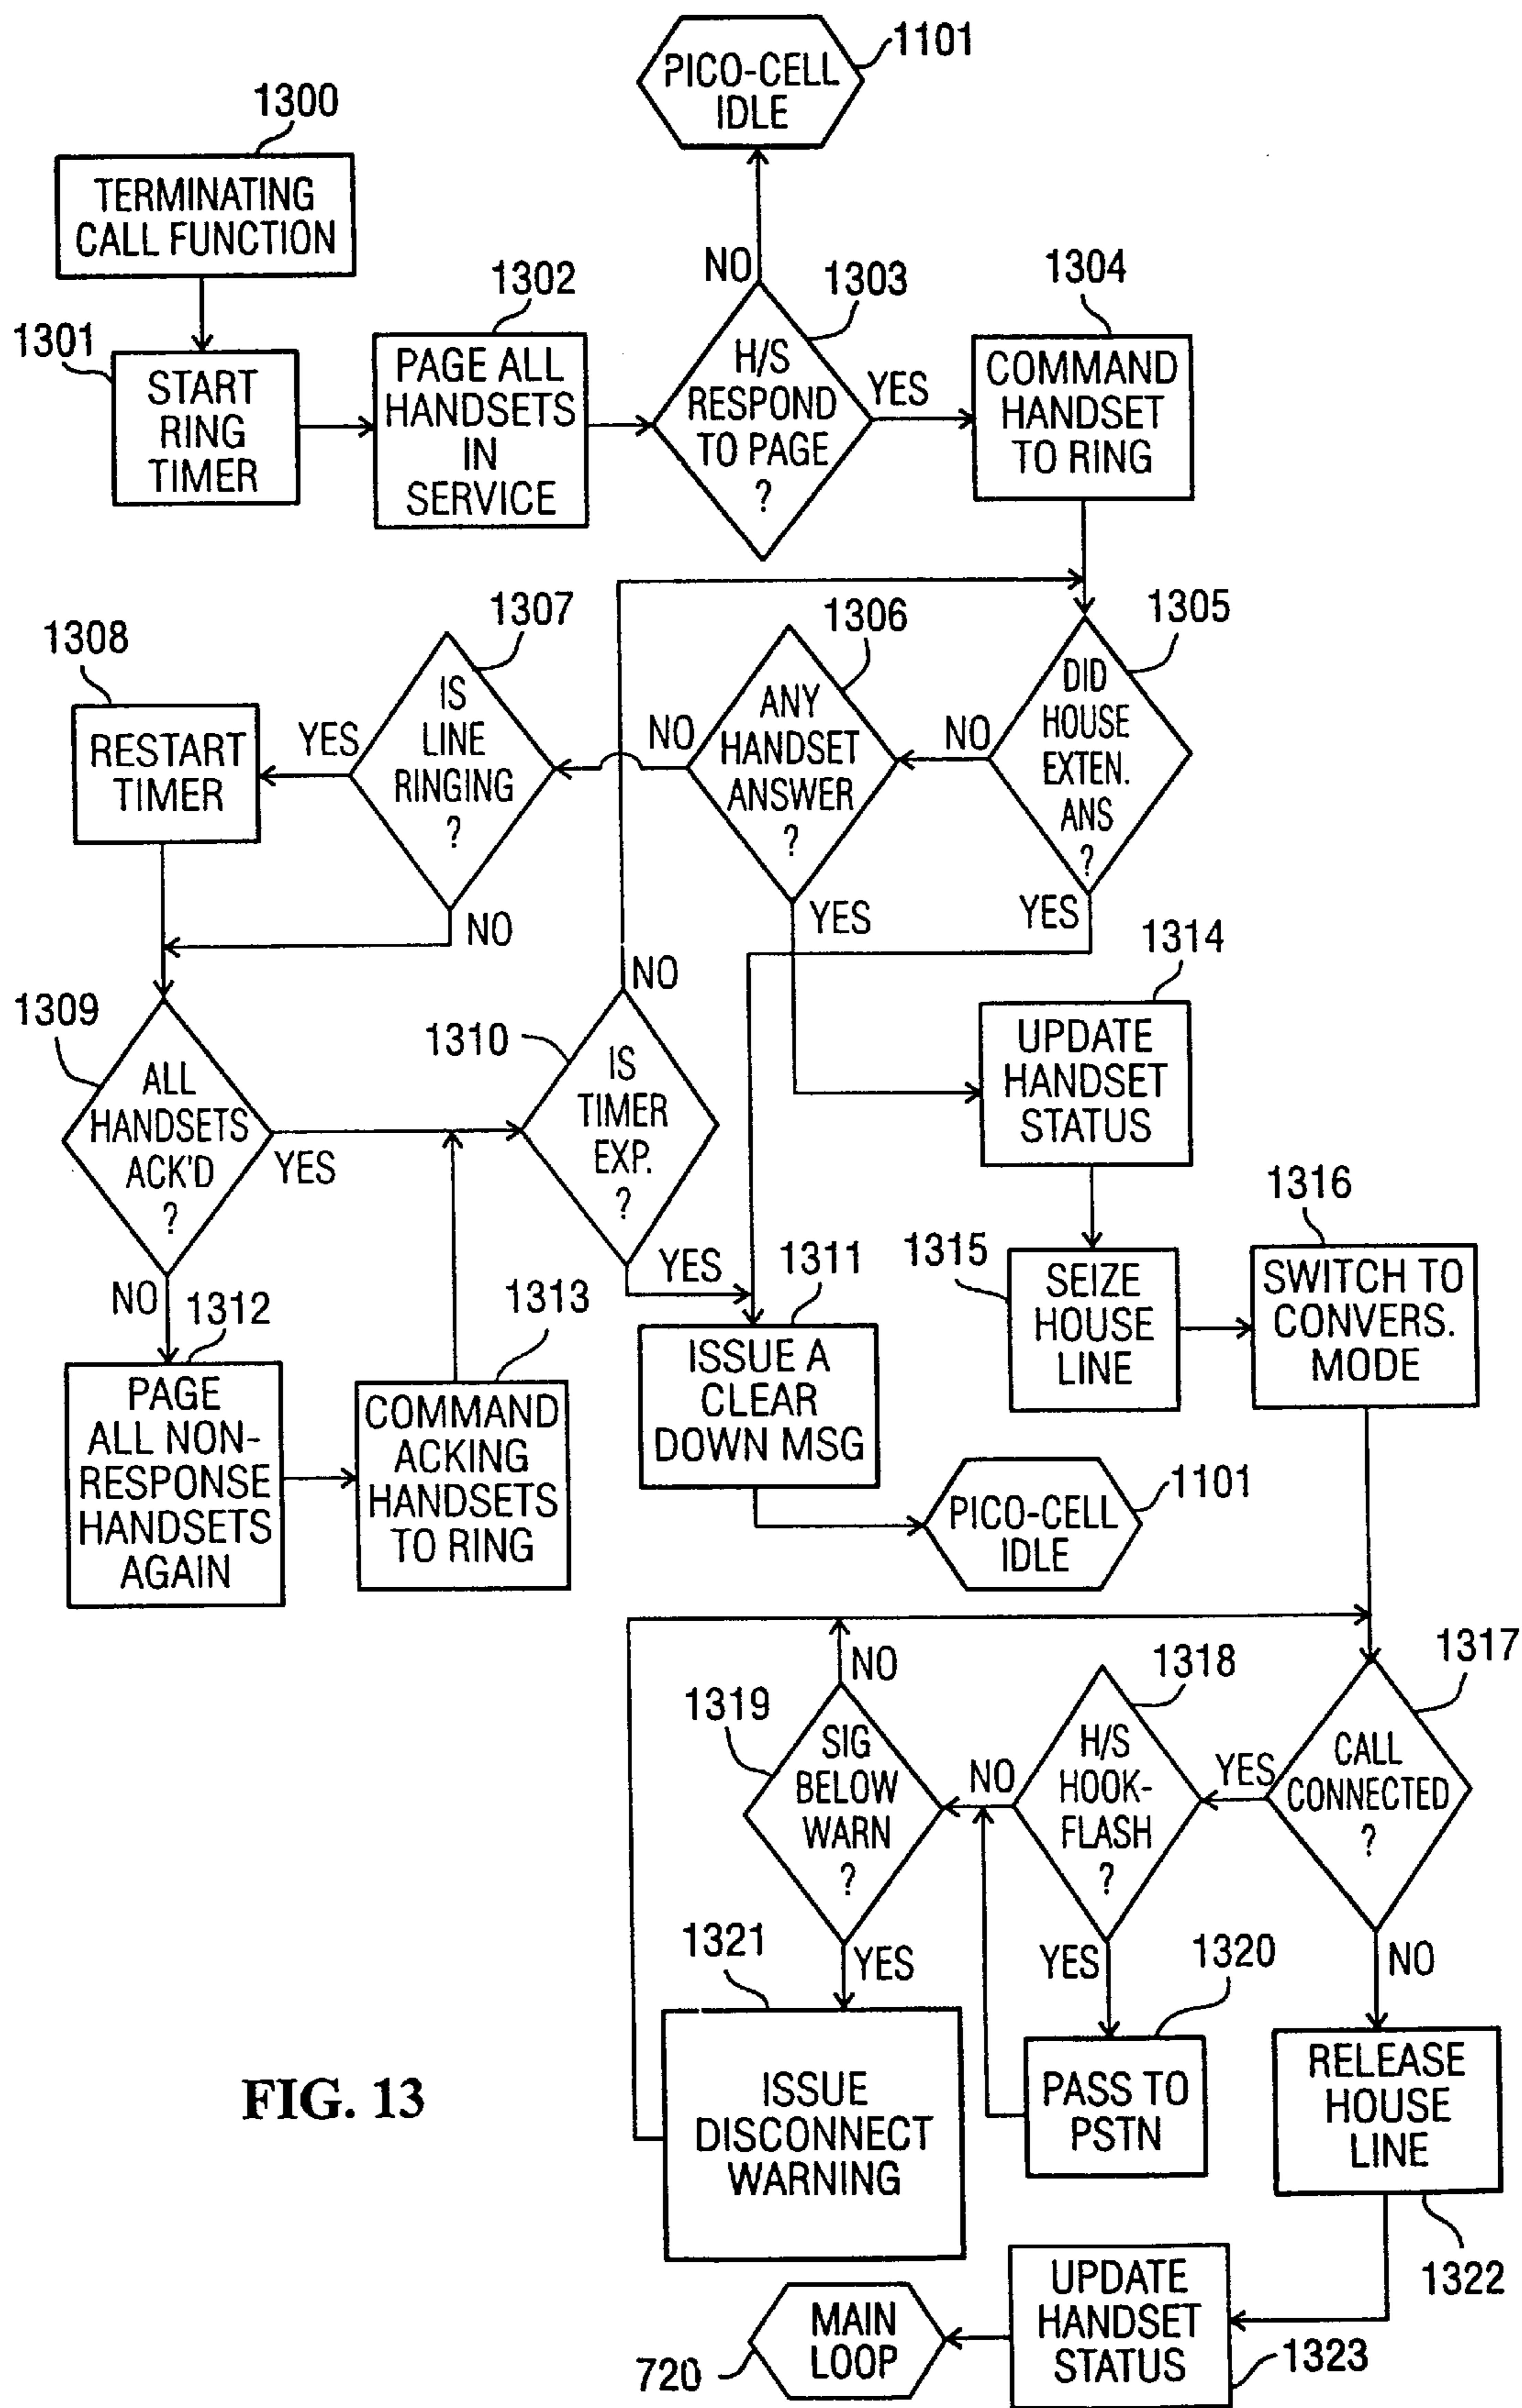 1101
PICO-CELL
IDLE
1300
TERMINATING
CALL FUNCTION
1301
START
RING
TIMER
1302
PAGE ALL
HANDSETS
IN
SERVICE
NO
1303
H/S
RESPOND
TO PAGE
?
YES
1304
COMMAND
HANDSET
TO RING
1305
DID
HOUSE
EXTEN.
ANS
?
NO
YES
1306
ANY
HANDSET
ANSWER
?
NO
YES
1307
IS
LINE
RINGING
?
YES
NO
1308
RESTART
TIMER
1309
ALL
HANDSETS
ACK'D
?
YES
NO
1310
IS
TIMER
EXP.
?
NO
YES
1311
ISSUE A
CLEAR
DOWN MSG
1101
PICO-CELL
IDLE
1312
PAGE
ALL NON-
RESPONSE
HANDSETS
AGAIN
1313
COMMAND
ACKING
HANDSETS
TO RING
1314
UPDATE
HANDSET
STATUS
1315
SEIZE
HOUSE
LINE
1316
SWITCH TO
CONVERS.
MODE
1317
CALL
CONNECTED
?
YES
NO
1318
H/S
HOOK-
FLASH
?
NO
YES
1319
SIG
BELOW
WARN
?
NO
YES
1320
PASS TO
PSTN
1321
ISSUE
DISCONNECT
WARNING
1322
RELEASE
HOUSE
LINE
1323
UPDATE
HANDSET
STATUS
MAIN
LOOP
720
FIG. 13